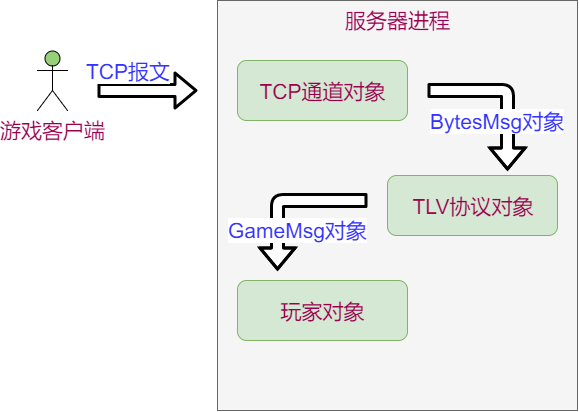 服务器进程
TCP报文
TCP通道对象
游戏客户端
BytesMsg对象
TLV协议对象
GameMsg对象
玩家对象